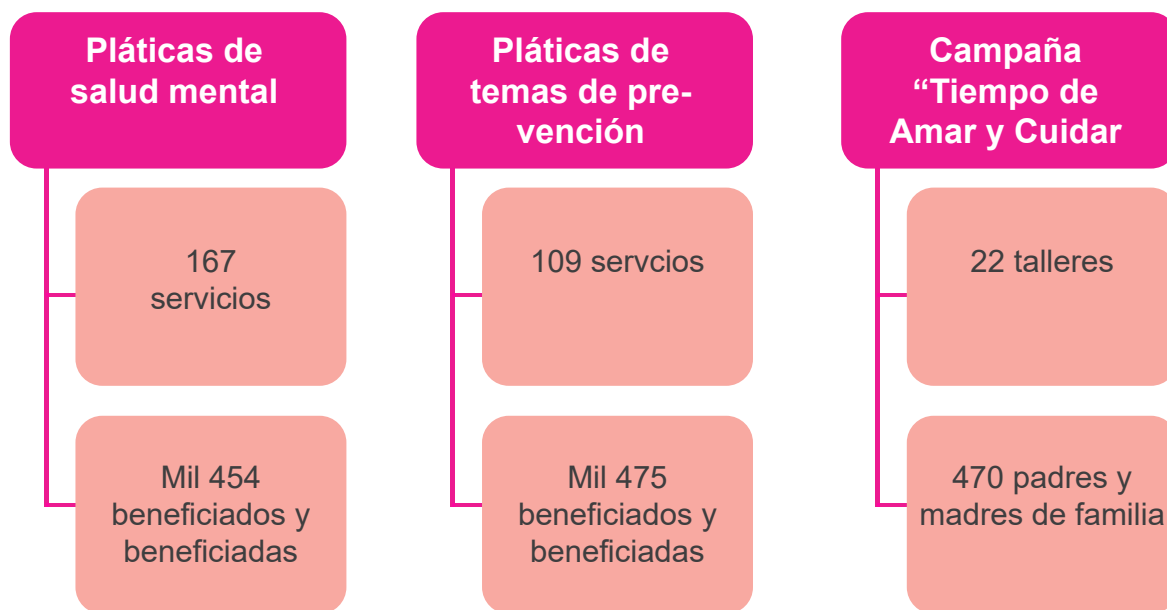 Pláticas de
salud mental
167
servicios
Mil 454
beneficiados y
beneficiadas
Pláticas de
temas de pre-
vención
109 servcios
Mil 475
beneficiados y
beneficiadas
Campaña
“Tiempo de
Amar y Cuidar
22 talleres
470 padres y
madres de familia